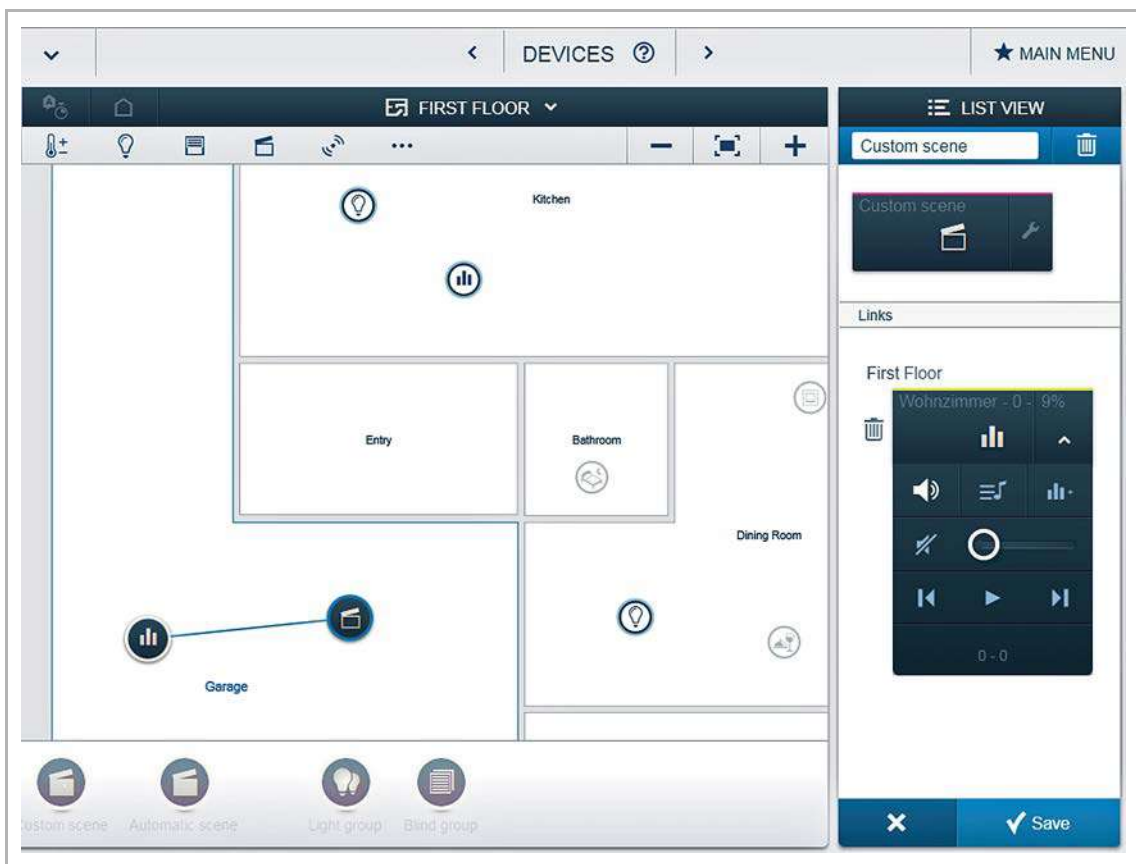 DEVICES
MAIN MENU
FIRST FLOOR
LIST VIEW
Custom scene
Kitchen
Custom scene
Links
First Floor
Wohnzimmer - 0 - 9%
Entry
Bathroom
Dining Room
0 - 0
Garage
Custom scene
Automatic scene
Light group
Blind group
Save